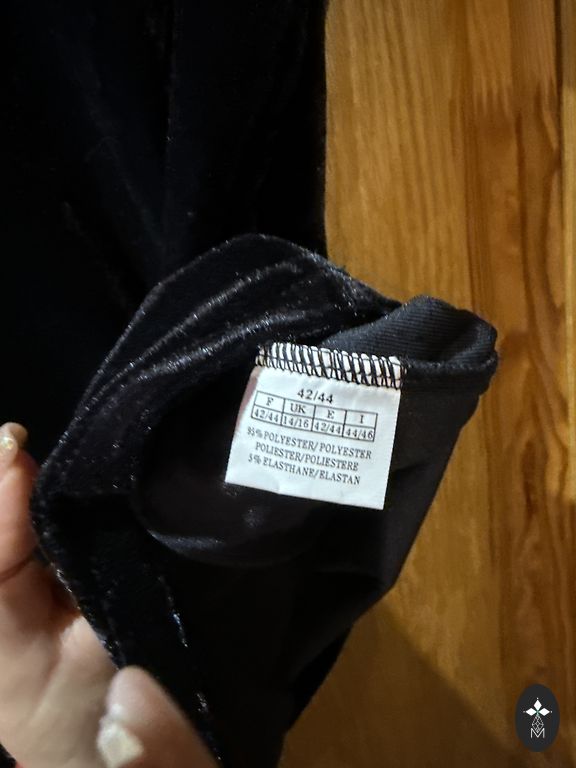 42/44
F UK E I
42/44 14/16 42/44 44/46
95% POLYESTER/POLYESTER
POLIESTER/POLIESTERE
5% ELASTHANE/ELASTAN
M